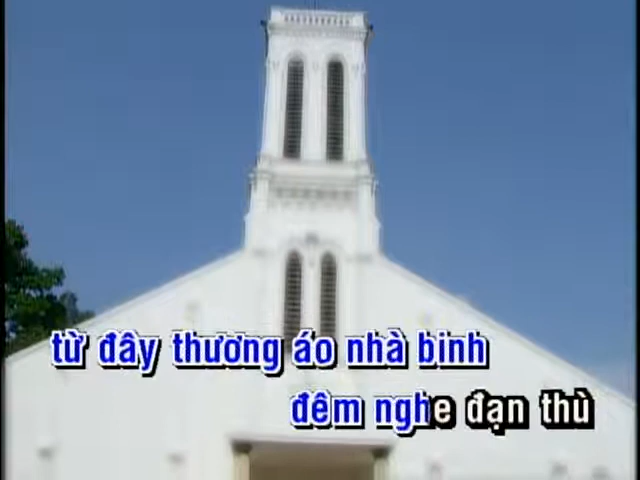 từ đây thương áo nhà binh
đêm nghe đạn thù